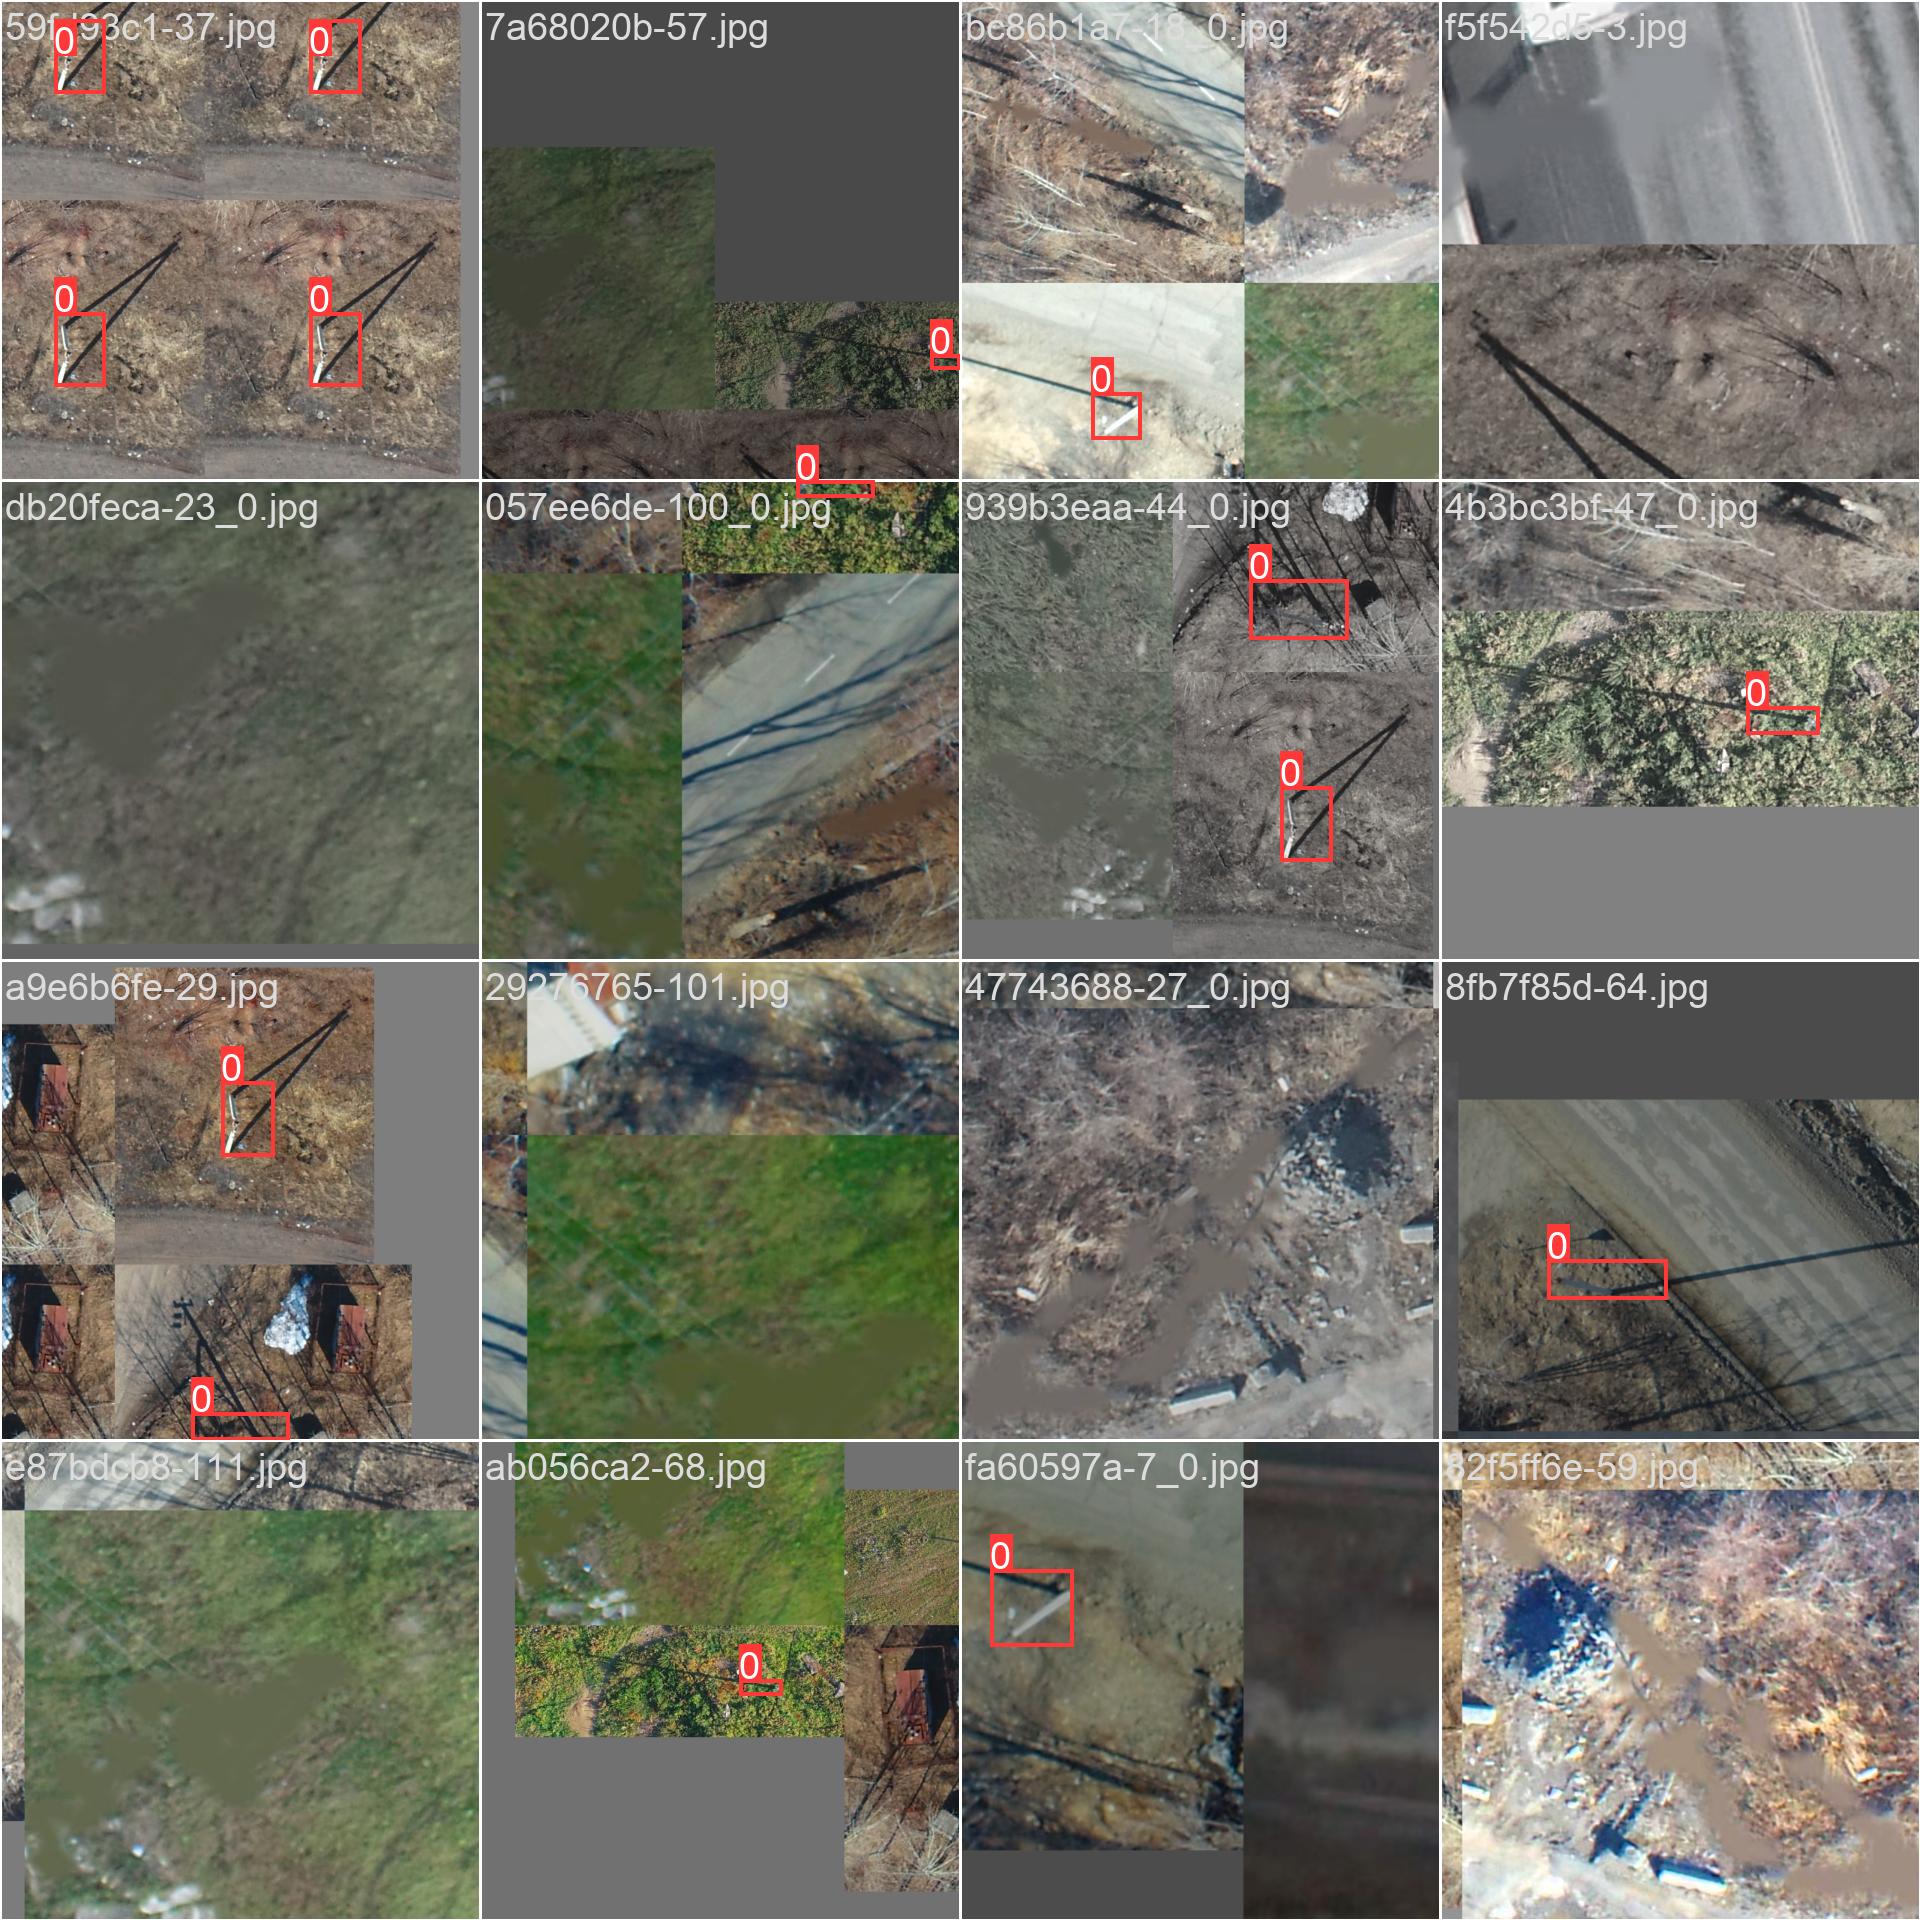 59fd93c1-37.jpg
0
0
0
0
7a68020b-57.jpg
0
0
bc86b1a7-18_0.jpg
0
f5f542d5-3.jpg
db20feca-23_0.jpg
057ee6de-100_0.jpg
939b3eaa-44_0.jpg
0
0
4b3bc3bf-47_0.jpg
0
a9e6b6fe-29.jpg
0
0
29276765-101.jpg
47743688-27_0.jpg
8fb7f85d-64.jpg
0
e87bdcb8-111.jpg
ab056ca2-68.jpg
0
fa60597a-7_0.jpg
0
82f5ff6e-59.jpg